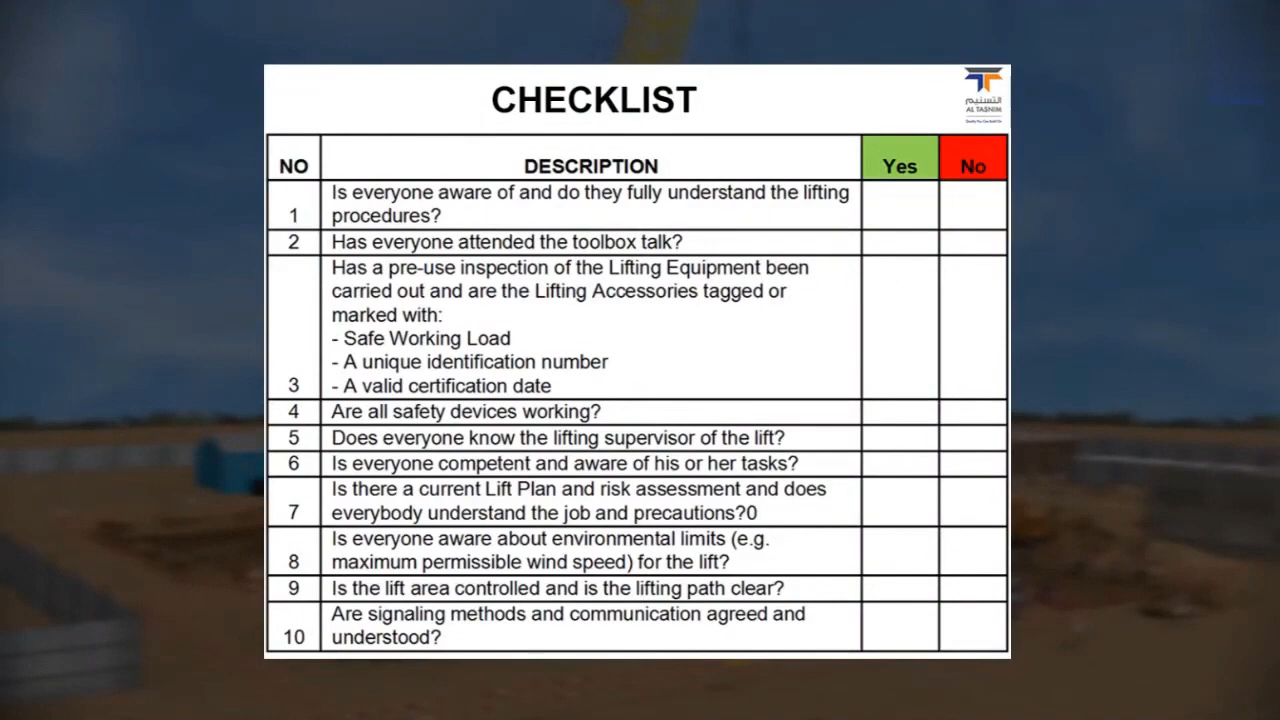 CHECKLIST
التسنيم
AL TASNIM
NO DESCRIPTION Yes No
Is everyone aware of and do they fully understand the lifting
1 procedures?
2 Has everyone attended the toolbox talk?
Has a pre-use inspection of the Lifting Equipment been
carried out and are the Lifting Accessories tagged or
marked with:
- Safe Working Load
- A unique identification number
3 - A valid certification date
4 Are all safety devices working?
5 Does everyone know the lifting supervisor of the lift?
6 Is everyone competent and aware of his or her tasks?
Is there a current Lift Plan and risk assessment and does
7 everybody understand the job and precautions?0
Is everyone aware about environmental limits (e.g.
8 maximum permissible wind speed) for the lift?
9 Is the lift area controlled and is the lifting path clear?
Are signaling methods and communication agreed and
10 understood?